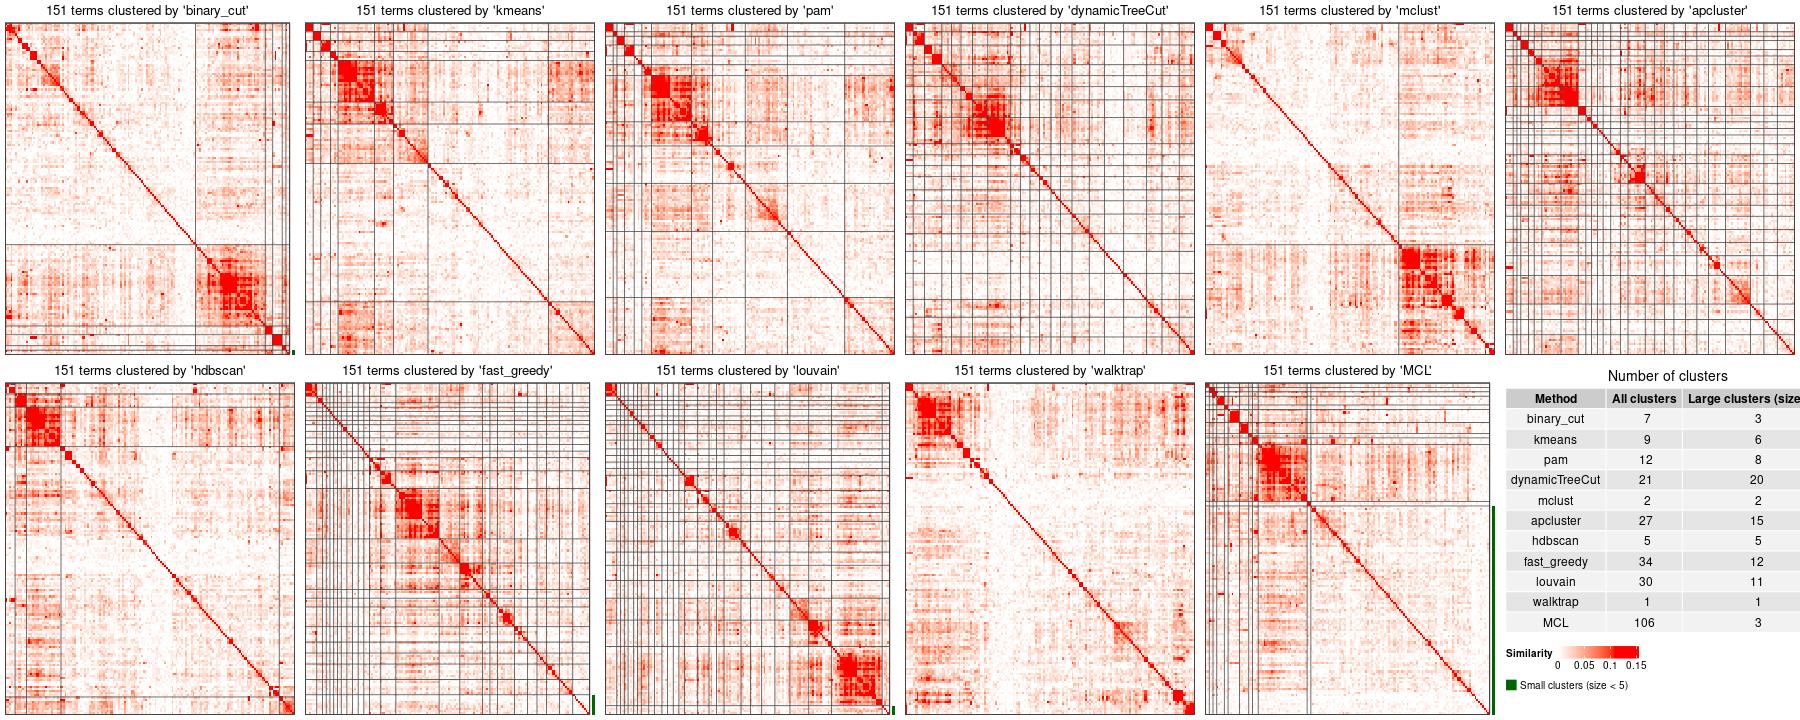 151 terms clustered by 'binary_cut'
151 terms clustered by 'kmeans'
151 terms clustered by 'pam'
151 terms clustered by 'dynamicTreeCut'
151 terms clustered by 'mclust'
151 terms clustered by 'apcluster'
151 terms clustered by 'hdbscan'
151 terms clustered by 'fast_greedy'
151 terms clustered by 'louvain'
151 terms clustered by 'walktrap'
151 terms clustered by 'MCL'
Number of clusters
Method All clusters Large clusters (size
binary_cut 7 3
kmeans 9 6
pam 12 8
dynamicTreeCut 21 20
mclust 2 2
apcluster 27 15
hdbscan 5 5
fast_greedy 34 12
louvain 30 11
walktrap 1 1
MCL 106 3
Similarity
0 0.05 0.1 0.15
Small clusters (size < 5)